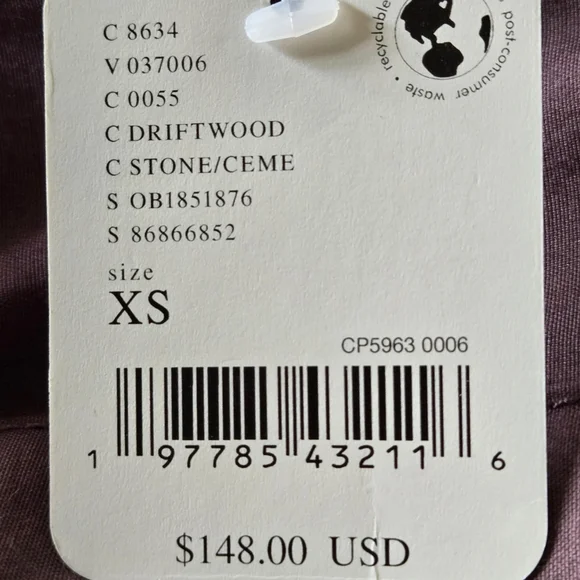 C 8634
V 037006
C 0055
C DRIFTWOOD
C STONE/CEME
S OB1851876
S 86866852
size
XS
recyclable • post-consumer waste •
CP5963 0006
1 97785 43211 6
$148.00 USD